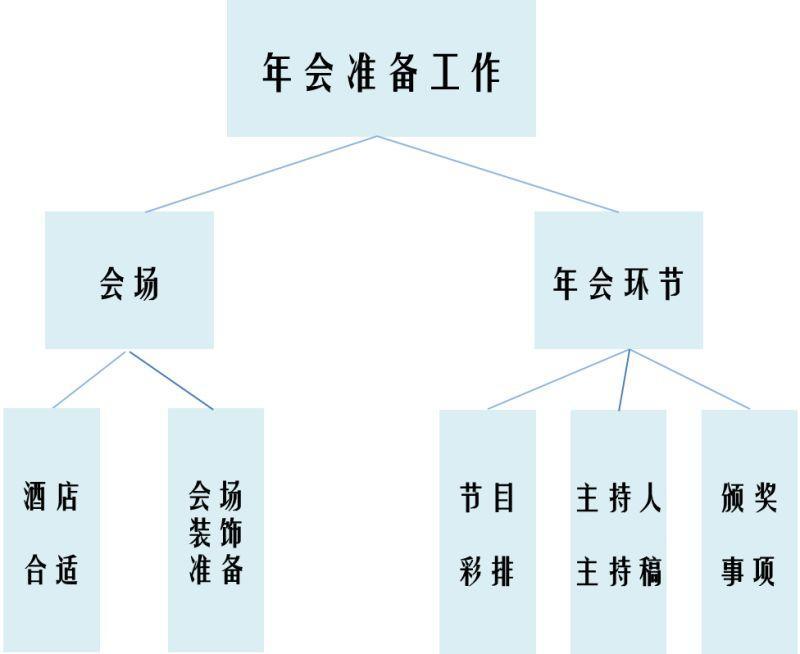 年会准备工作
会场
年会环节
酒店
合适
会场
装饰
准备
节目
彩排
主持人
主持稿
颁奖
事项